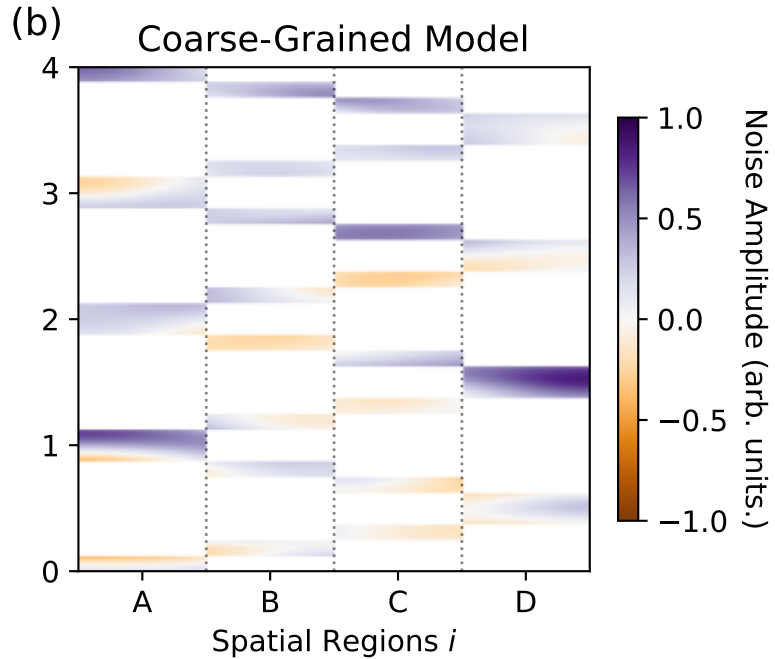 (b)
Coarse-Grained Model
4
3
2
1
0
A B C D
Spatial Regions i
1.0
0.5
0.0
−0.5
−1.0
Noise Amplitude (arb. units.)